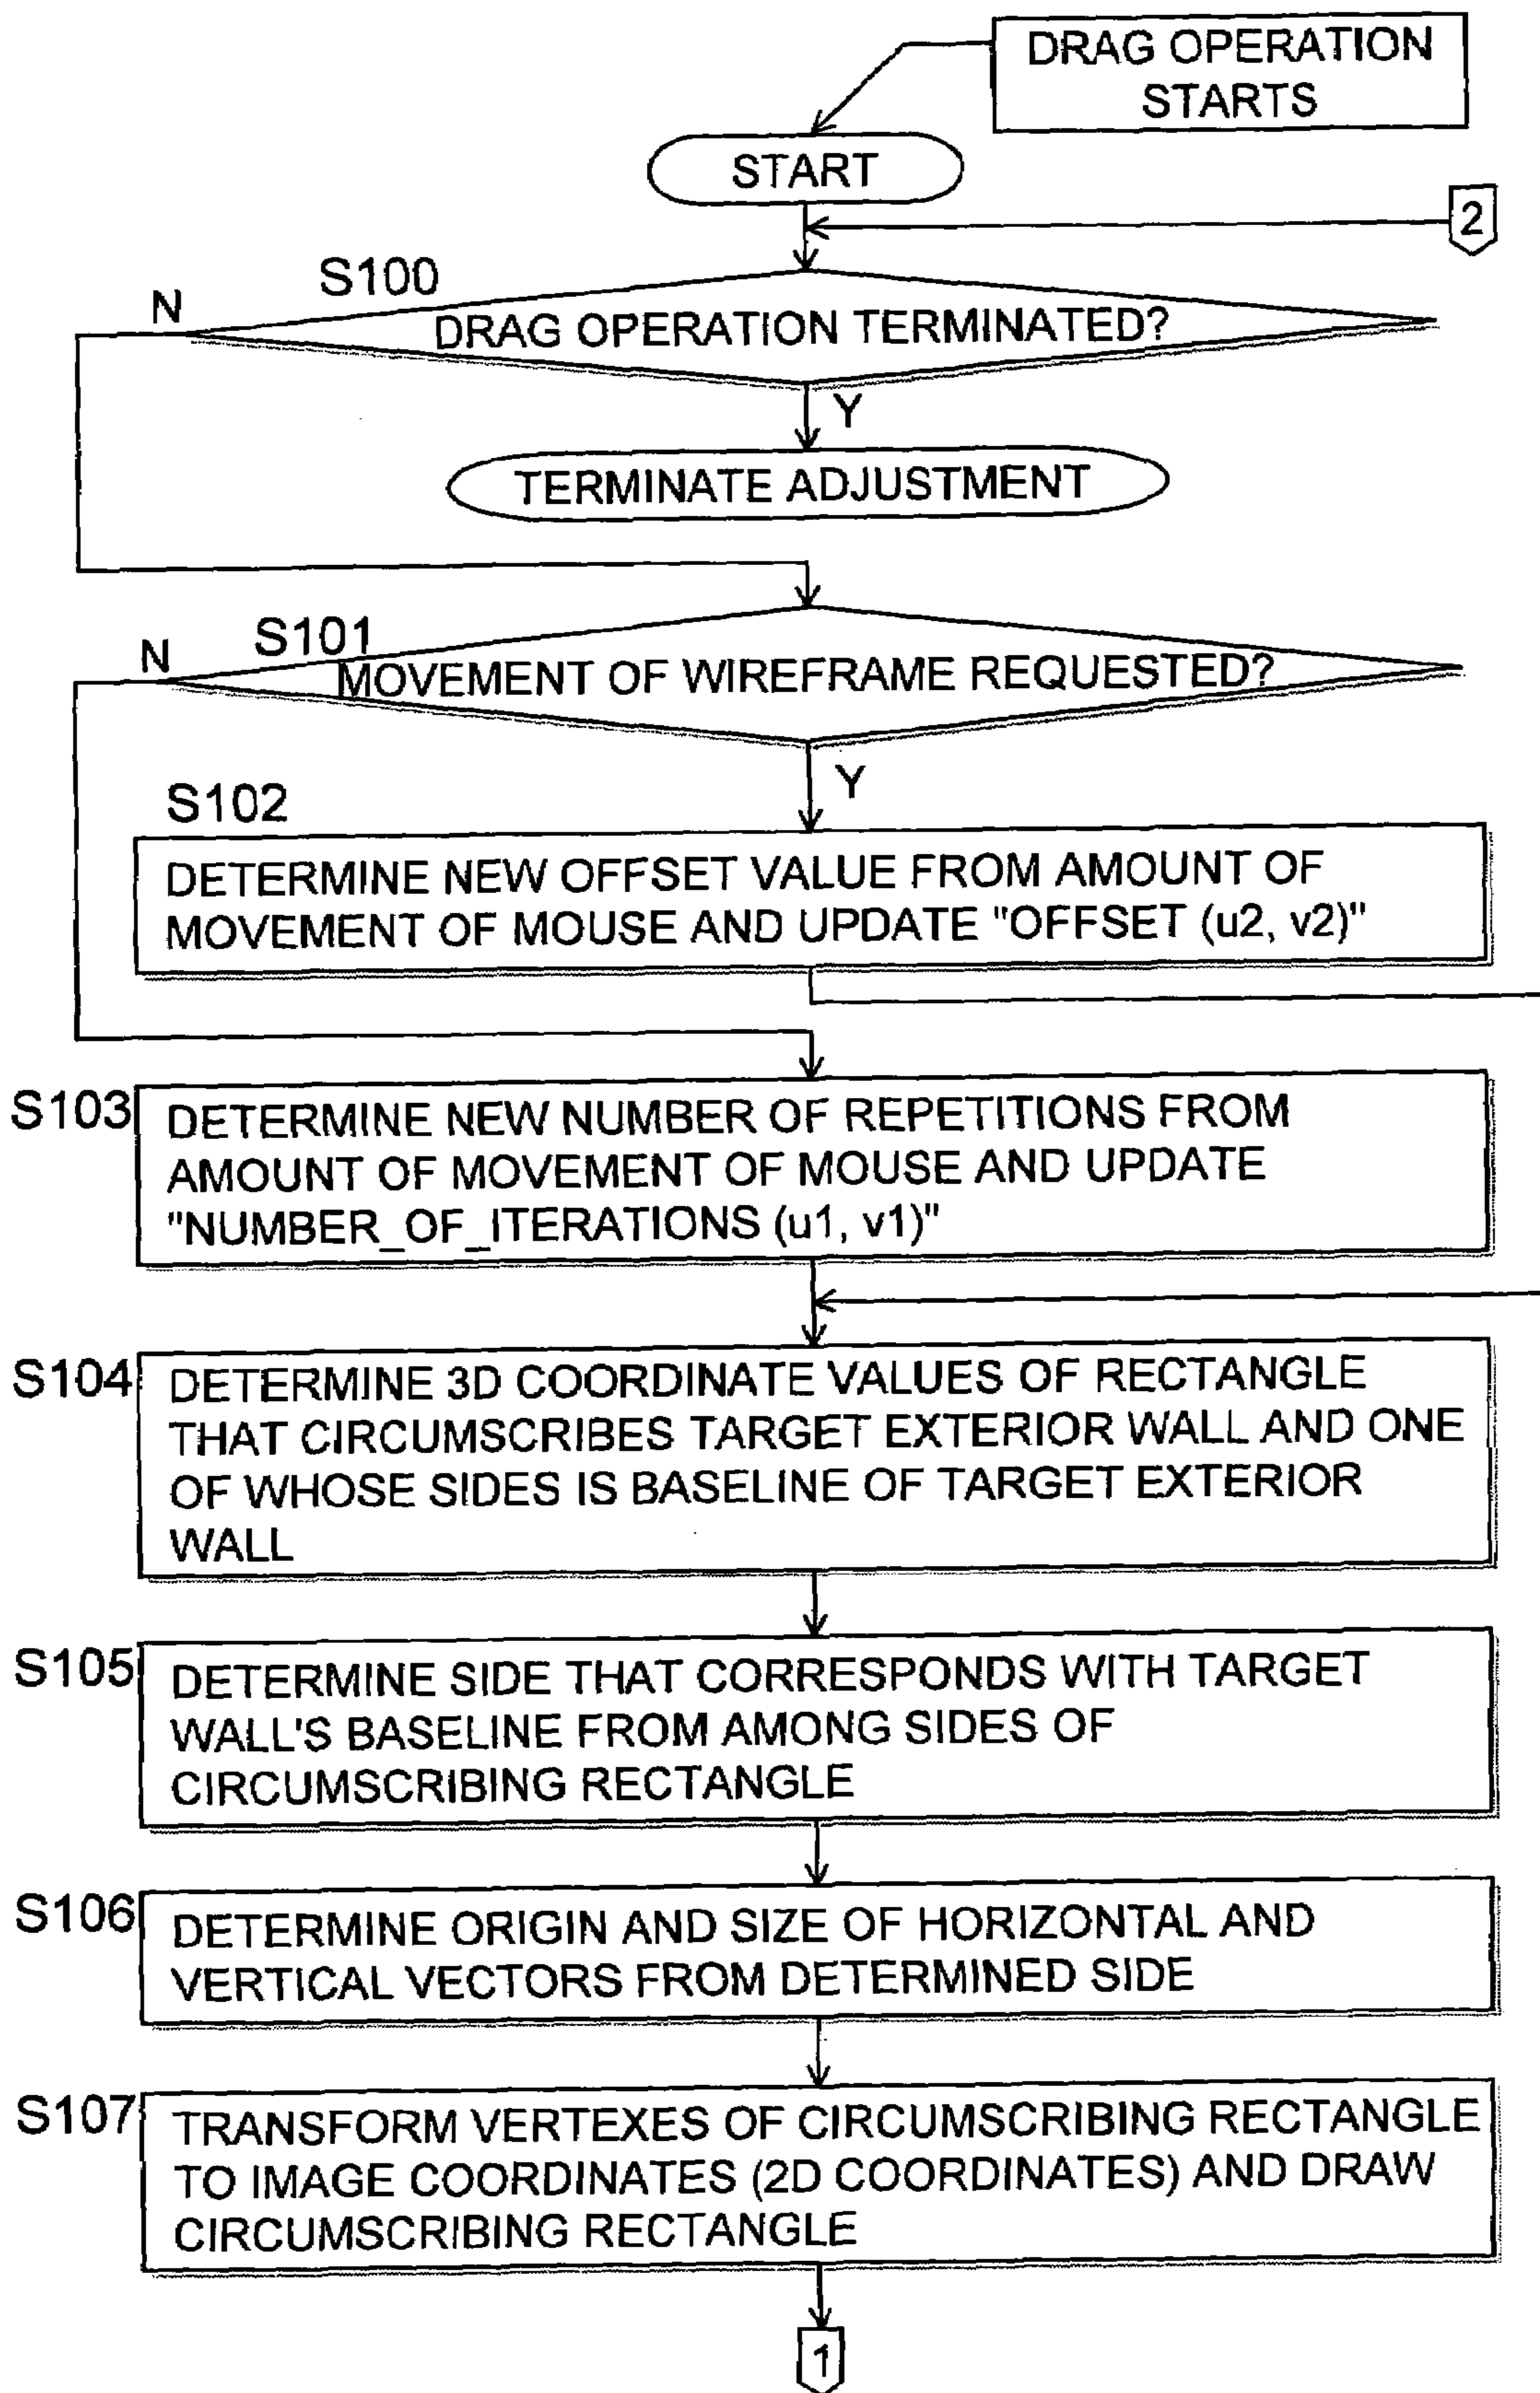 DRAG OPERATION
STARTS
START
2
S100
N
DRAG OPERATION TERMINATED?
Y
TERMINATE ADJUSTMENT
S101
N
MOVEMENT OF WIREFRAME REQUESTED?
Y
S102
DETERMINE NEW OFFSET VALUE FROM AMOUNT OF
MOVEMENT OF MOUSE AND UPDATE "OFFSET (u2, v2)"
S103
DETERMINE NEW NUMBER OF REPETITIONS FROM
AMOUNT OF MOVEMENT OF MOUSE AND UPDATE
"NUMBER_OF_ITERATIONS (u1, v1)"
S104
DETERMINE 3D COORDINATE VALUES OF RECTANGLE
THAT CIRCUMSCRIBES TARGET EXTERIOR WALL AND ONE
OF WHOSE SIDES IS BASELINE OF TARGET EXTERIOR
WALL
S105
DETERMINE SIDE THAT CORRESPONDS WITH TARGET
WALL'S BASELINE FROM AMONG SIDES OF
CIRCUMSCRIBING RECTANGLE
S106
DETERMINE ORIGIN AND SIZE OF HORIZONTAL AND
VERTICAL VECTORS FROM DETERMINED SIDE
S107
TRANSFORM VERTEXES OF CIRCUMSCRIBING RECTANGLE
TO IMAGE COORDINATES (2D COORDINATES) AND DRAW
CIRCUMSCRIBING RECTANGLE
1